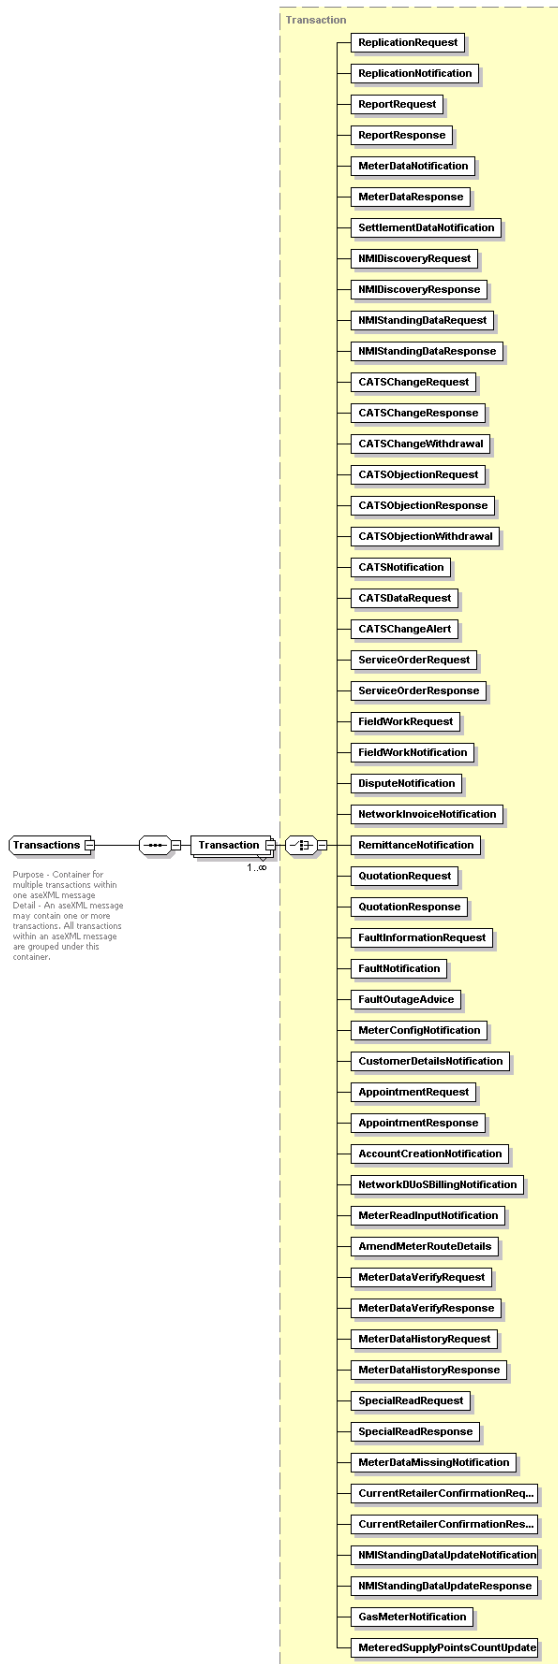 Transaction
ReplicationRequest
ReplicationNotification
ReportRequest
ReportResponse
MeterDataNotification
MeterDataResponse
SettlementDataNotification
NMIDiscoveryRequest
NMIDiscoveryResponse
NMIStandingDataRequest
NMIStandingDataResponse
CATSChangeRequest
CATSChangeResponse
CATSChangeWithdrawal
CATSObjectionRequest
CATSObjectionResponse
CATSObjectionWithdrawal
CATSNotification
CATSDataRequest
CATSChangeAlert
ServiceOrderRequest
ServiceOrderResponse
FieldWorkRequest
FieldWorkNotification
DisputeNotification
NetworkInvoiceNotification
Transactions
Transaction
1..∞
RemittanceNotification
Purpose - Container for
multiple transactions within
one aseXML message
Detail - An aseXML message
may contain one or more
transactions. All transactions
within an aseXML message
are grouped under this
container.
QuotationRequest
QuotationResponse
FaultInformationRequest
FaultNotification
FaultOutageAdvice
MeterConfigNotification
CustomerDetailsNotification
AppointmentRequest
AppointmentResponse
AccountCreationNotification
NetworkDUoSBillingNotification
MeterReadInputNotification
AmendMeterRouteDetails
MeterDataVerifyRequest
MeterDataVerifyResponse
MeterDataHistoryRequest
MeterDataHistoryResponse
SpecialReadRequest
SpecialReadResponse
MeterDataMissingNotification
CurrentRetailerConfirmationReq...
CurrentRetailerConfirmationRes...
NMIStandingDataUpdateNotification
NMIStandingDataUpdateResponse
GasMeterNotification
MeteredSupplyPointsCountUpdate